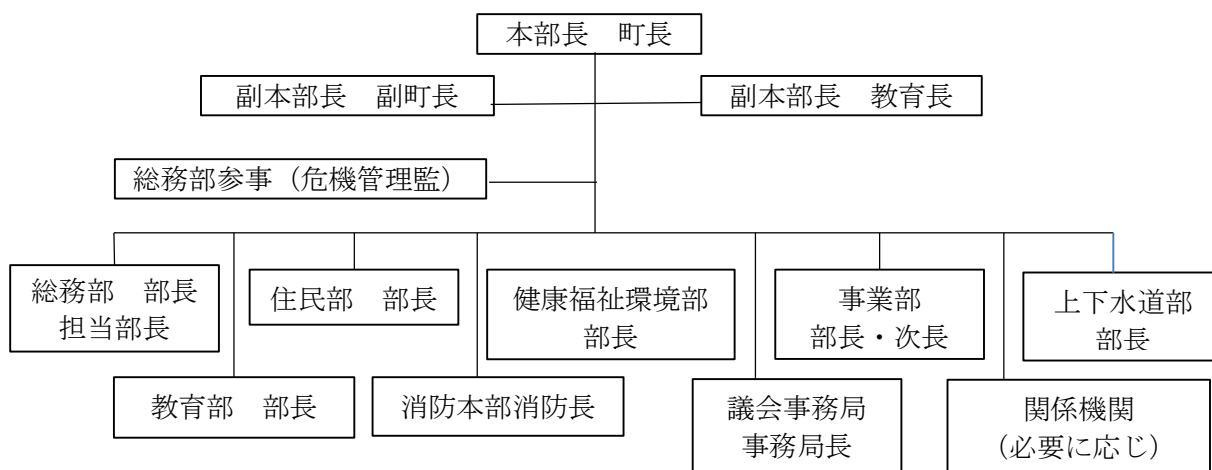 本部長　町長
副本部長　副町長
副本部長　教育長
総務部参事（危機管理監）
総務部　部長
担当部長
住民部　部長
健康福祉環境部
部長
事業部
部長・次長
上下水道部
部長
教育部　部長
消防本部消防長
議会事務局
事務局長
関係機関
（必要に応じ）